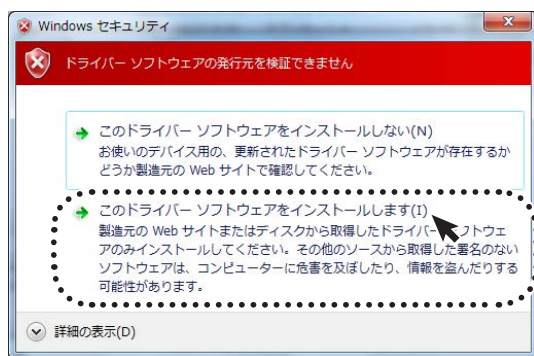 Windows セキュリティ
ドライバー ソフトウェアの発行元を検証できません
このドライバー ソフトウェアをインストールしない(N)
お使いのデバイス用の、更新されたドライバー ソフトウェアが存在するか
どうか製造元の Web サイトで確認してください。
このドライバー ソフトウェアをインストールします(I)
製造元の Web サイトまたはディスクから取得したドライバー ソフトウェ
アのみインストールしてください。その他のソースから取得した署名のない
ソフトウェアは、コンピューターに危害を及ぼしたり、情報を盗んだりする
可能性があります。
詳細の表示(D)